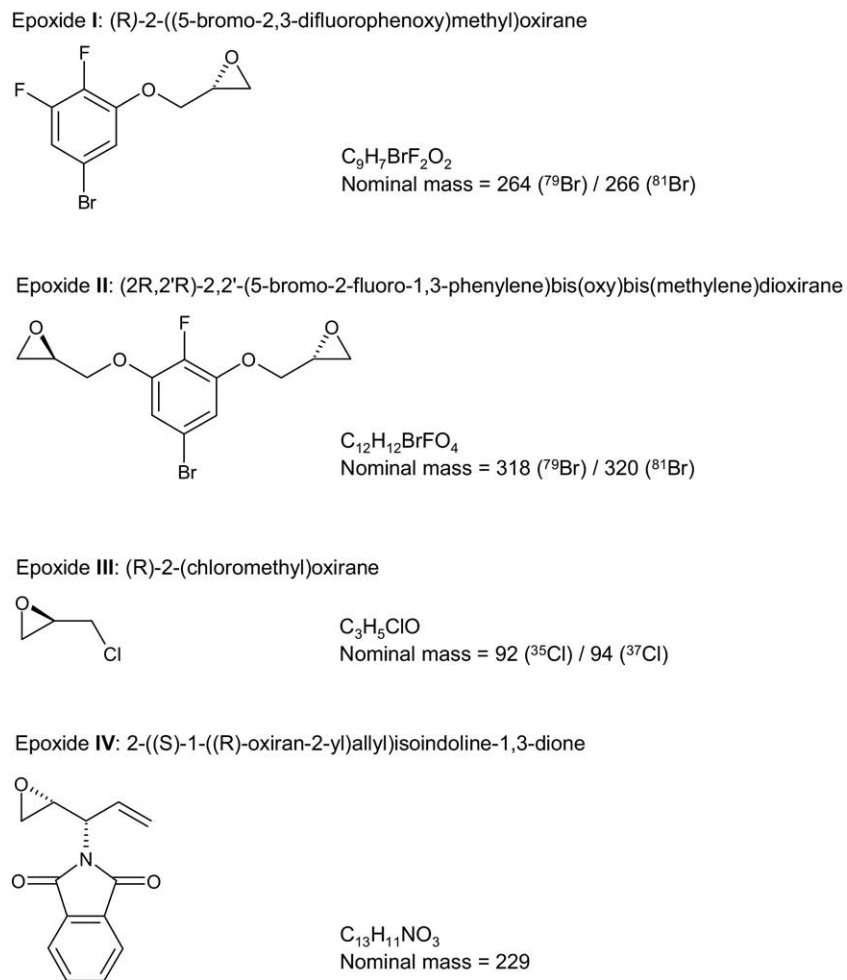 Epoxide I: (R)-2-((5-bromo-2,3-difluorophenoxy)methyl)oxirane
F
F
O
O
Br
C₉H₇BrF₂O₂
Nominal mass = 264 (⁷⁹Br) / 266 (⁸¹Br)
Epoxide II: (2R,2'R)-2,2'-(5-bromo-2-fluoro-1,3-phenylene)bis(oxy)bis(methylene)dioxirane
O
F
O
O
O
Br
C₁₂H₁₂BrFO₄
Nominal mass = 318 (⁷⁹Br) / 320 (⁸¹Br)
Epoxide III: (R)-2-(chloromethyl)oxirane
O
Cl
C₃H₅ClO
Nominal mass = 92 (³⁵Cl) / 94 (³⁷Cl)
Epoxide IV: 2-((S)-1-((R)-oxiran-2-yl)allyl)isoindoline-1,3-dione
O
N
O
O
C₁₃H₁₁NO₃
Nominal mass = 229